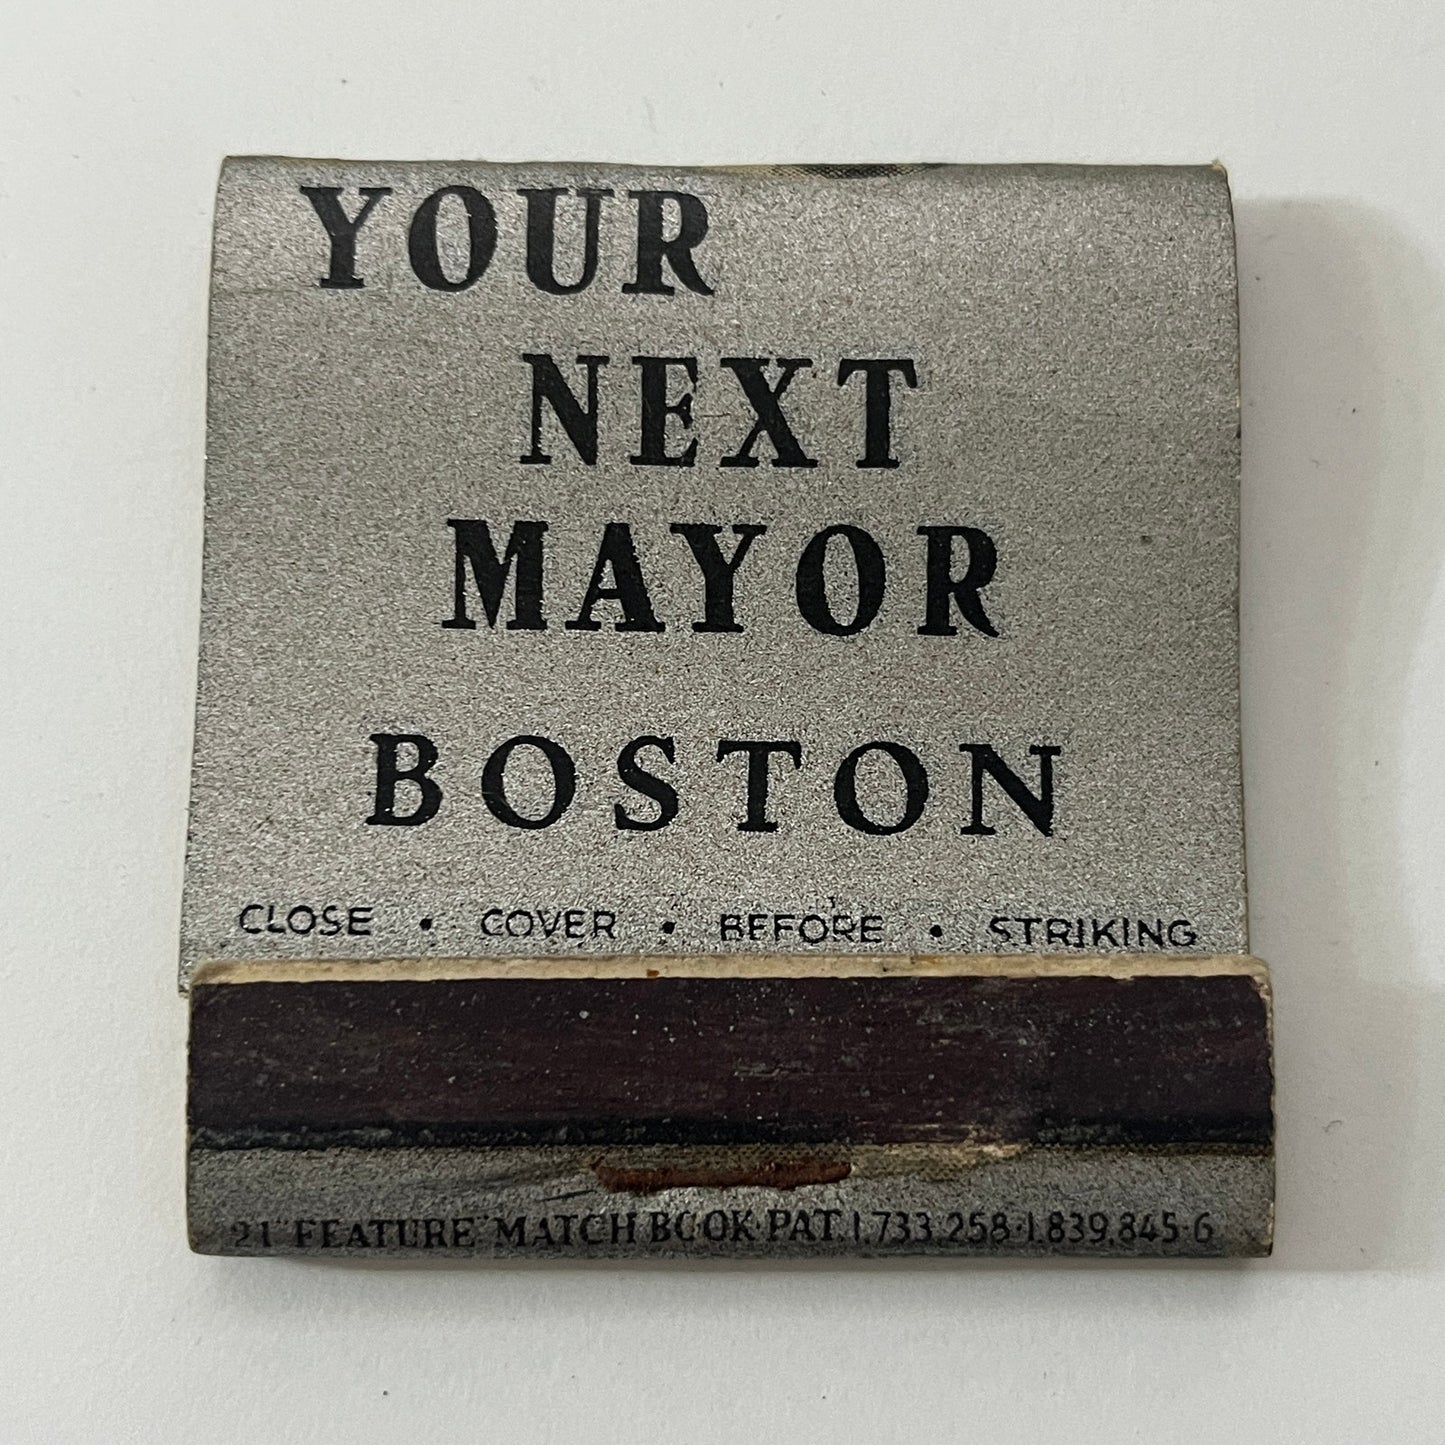 YOUR
NEXT
MAYOR
BOSTON
CLOSE • COVER • BEFORE • STRIKING
21 "FEATURE" MATCH BOOK·PAT.1,733,258·1,839,845-6